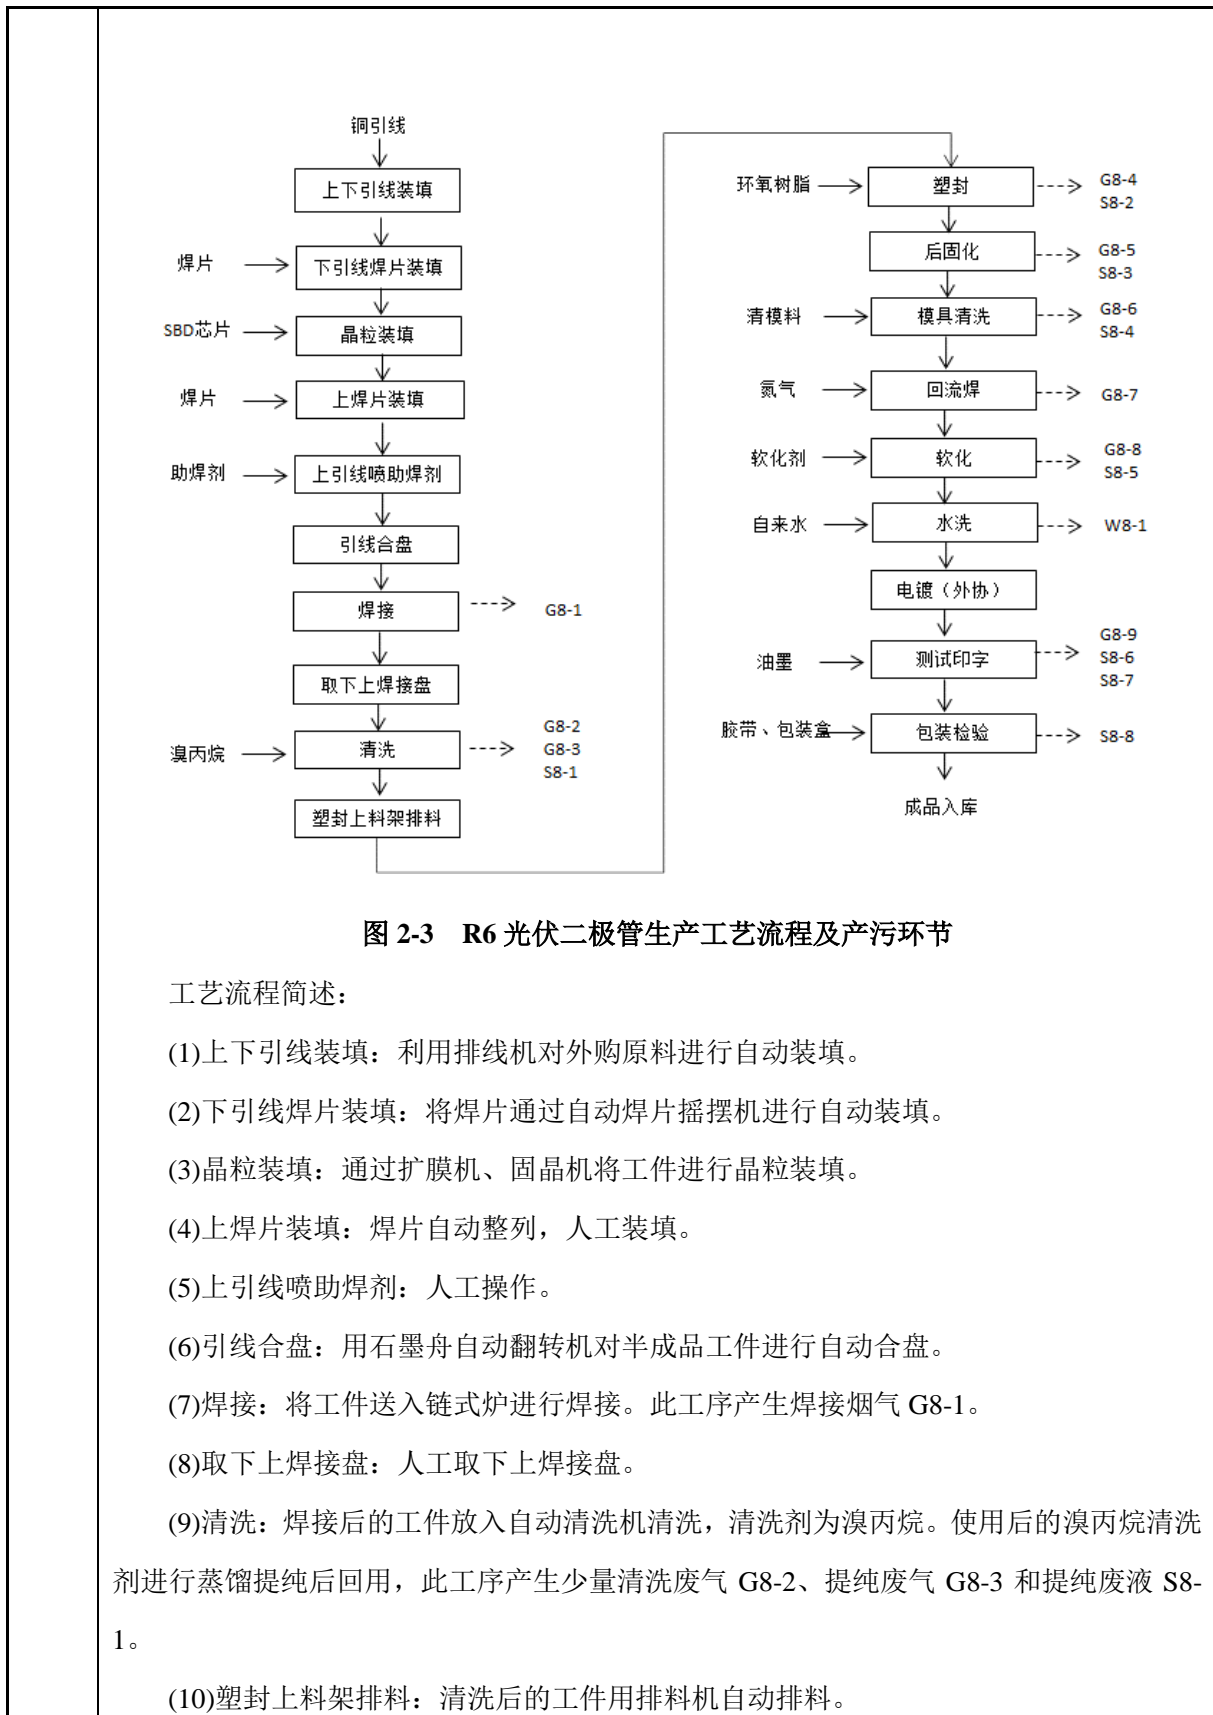 铜引线
上下引线装填
焊片
下引线焊片装填
SBD芯片
晶粒装填
焊片
上焊片装填
助焊剂
上引线喷助焊剂
引线合盘
焊接
G8-1
取下上焊接盘
溴丙烷
清洗
G8-2
G8-3
S8-1
塑封上料架排料
环氧树脂
塑封
G8-4
S8-2
后固化
G8-5
S8-3
清模料
模具清洗
G8-6
S8-4
氮气
回流焊
G8-7
软化剂
软化
G8-8
S8-5
自来水
水洗
W8-1
电镀（外协）
油墨
测试印字
G8-9
S8-6
S8-7
胶带、包装盒
包装检验
S8-8
成品入库
图 2-3 R6 光伏二极管生产工艺流程及产污环节
工艺流程简述：
(1)上下引线装填：利用排线机对外购原料进行自动装填。
(2)下引线焊片装填：将焊片通过自动焊片摇摆机进行自动装填。
(3)晶粒装填：通过扩膜机、固晶机将工件进行晶粒装填。
(4)上焊片装填：焊片自动整列，人工装填。
(5)上引线喷助焊剂：人工操作。
(6)引线合盘：用石墨舟自动翻转机对半成品工件进行自动合盘。
(7)焊接：将工件送入链式炉进行焊接。此工序产生焊接烟气 G8-1。
(8)取下上焊接盘：人工取下上焊接盘。
(9)清洗：焊接后的工件放入自动清洗机清洗，清洗剂为溴丙烷。使用后的溴丙烷清洗
剂进行蒸馏提纯后回用，此工序产生少量清洗废气 G8-2、提纯废气 G8-3 和提纯废液 S8-
1。
(10)塑封上料架排料：清洗后的工件用排料机自动排料。